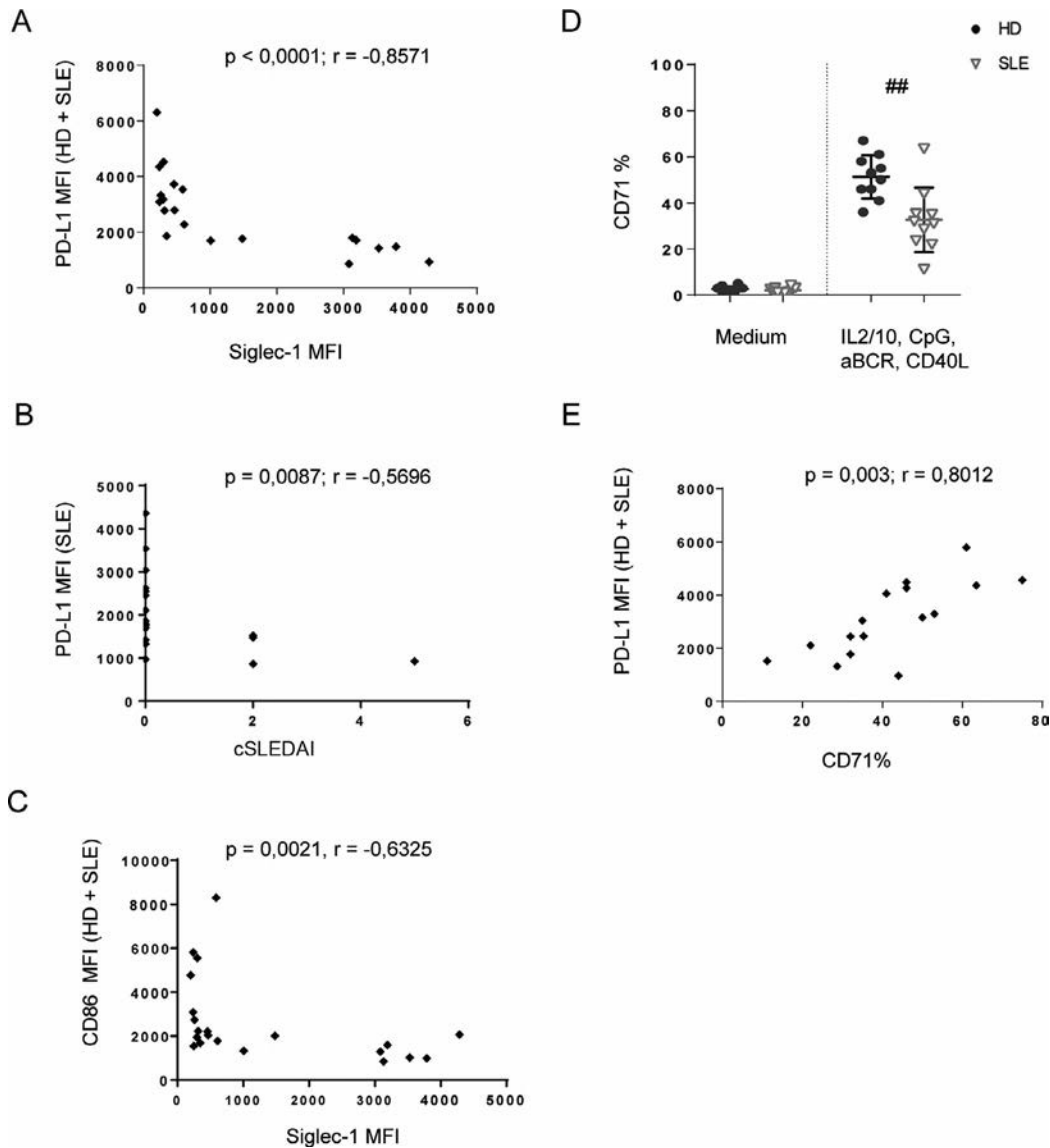 A
p < 0,0001; r = -0,8571
PD-L1 MFI (HD + SLE)
8000
6000
4000
2000
0
0 1000 2000 3000 4000 5000
Siglec-1 MFI
B
p = 0,0087; r = -0,5696
PD-L1 MFI (SLE)
5000
4000
3000
2000
1000
0
0 2 4 6
cSLEDAI
C
p = 0,0021, r = -0,6325
CD86 MFI (HD + SLE)
10000
8000
6000
4000
2000
0
0 1000 2000 3000 4000 5000
Siglec-1 MFI
D
HD
SLE
##
CD71 %
100
80
60
40
20
0
Medium
IL2/10, CpG,
aBCR, CD40L
E
p = 0,003; r = 0,8012
PD-L1 MFI (HD + SLE)
8000
6000
4000
2000
0
0 20 40 60 80
CD71%